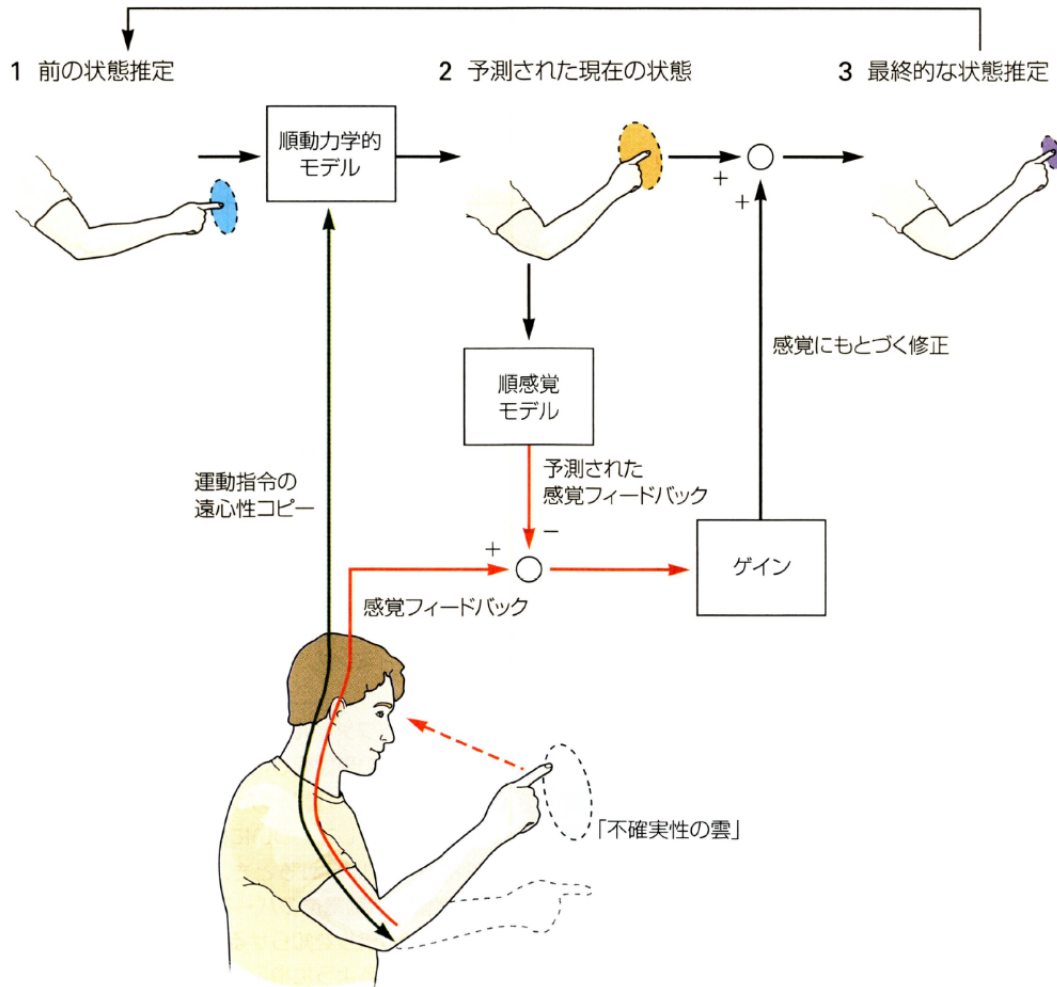 1 前の状態推定
2 予測された現在の状態
3 最終的な状態推定
順動力学的
モデル
+
+
感覚にもとづく修正
順感覚
モデル
運動指令の
遠心性コピー
予測された
感覚フィードバック
−
+
ゲイン
感覚フィードバック
「不確実性の雲」